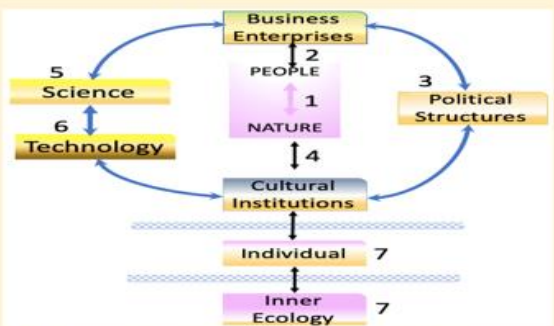 Business
Enterprises
2
PEOPLE
5
Science
3
Political
Structures
1
6
Technology
NATURE
4
Cultural
Institutions
Individual 7
Inner 7
Ecology